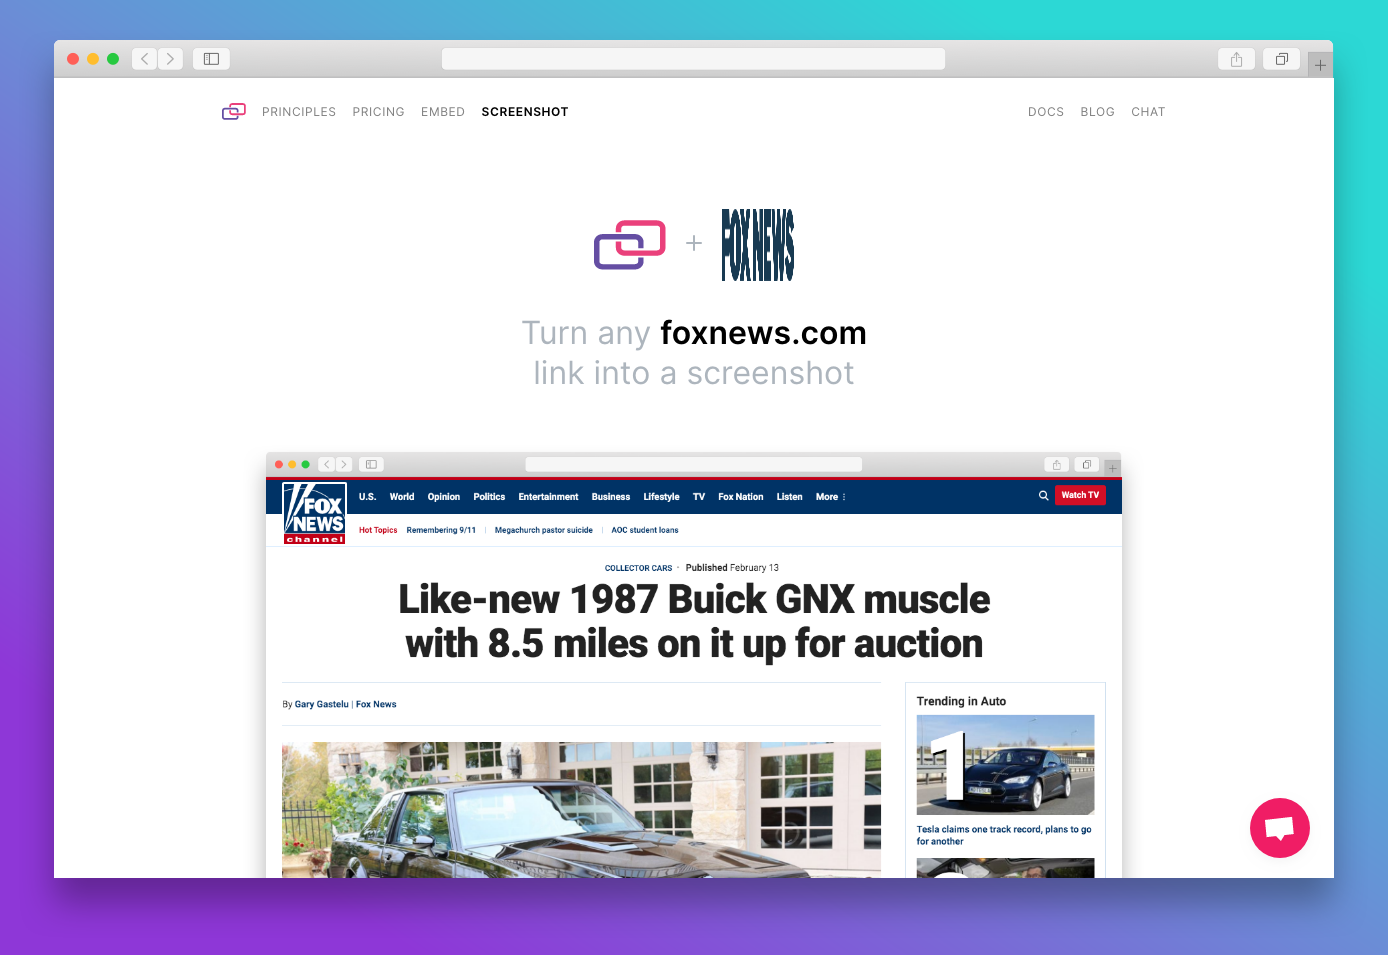 PRINCIPLES PRICING EMBED SCREENSHOT DOCS BLOG CHAT
FOX NEWS
Turn any foxnews.com
link into a screenshot
U.S. World Opinion Politics Entertainment Business Lifestyle TV Fox Nation Listen More Watch TV
FOX
NEWS
channel
Hot Topics Remembering 9/11 Megachurch pastor suicide AOC student loans
COLLECTOR CARS · Published February 13
Like-new 1987 Buick GNX muscle
with 8.5 miles on it up for auction
By Gary Gastelu | Fox News
Trending in Auto
1
Tesla claims one track record, plans to go
for another